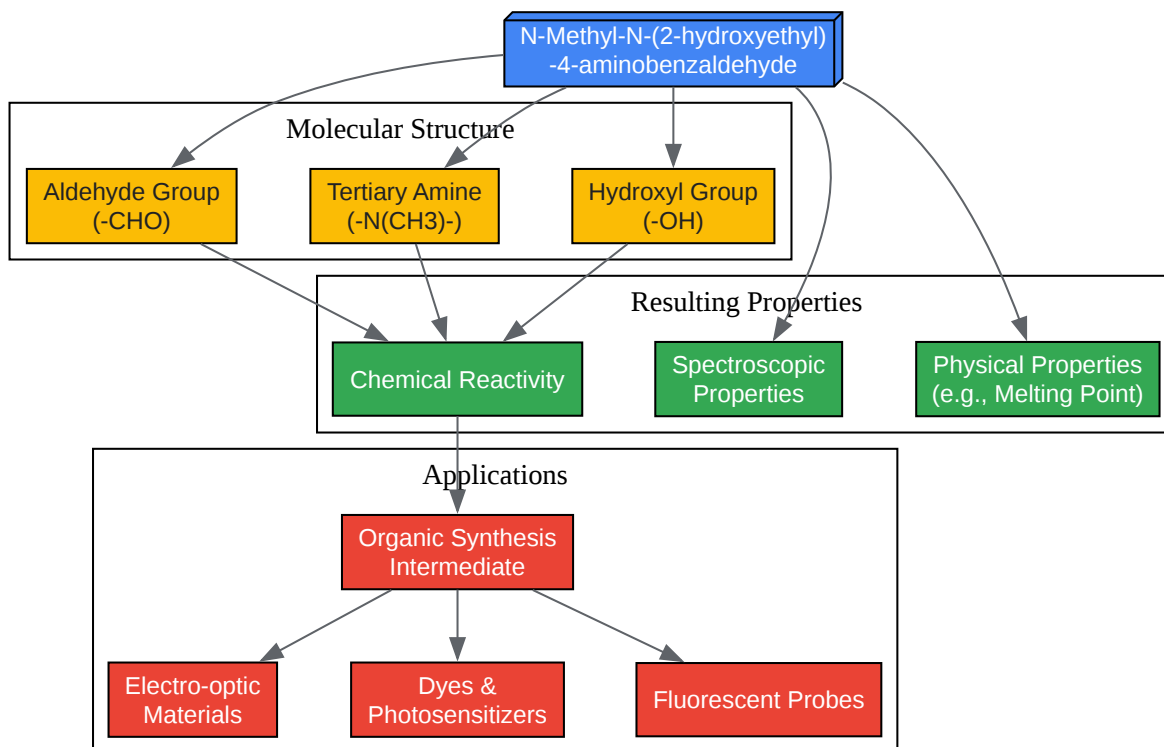 N-Methyl-N-(2-hydroxyethyl)
-4-aminobenzaldehyde
Molecular Structure
Aldehyde Group
(-CHO)
Tertiary Amine
(-N(CH3)-)
Hydroxyl Group
(-OH)
Resulting Properties
Chemical Reactivity
Spectroscopic
Properties
Physical Properties
(e.g., Melting Point)
Applications
Organic Synthesis
Intermediate
Electro-optic
Materials
Dyes &
Photosensitizers
Fluorescent Probes